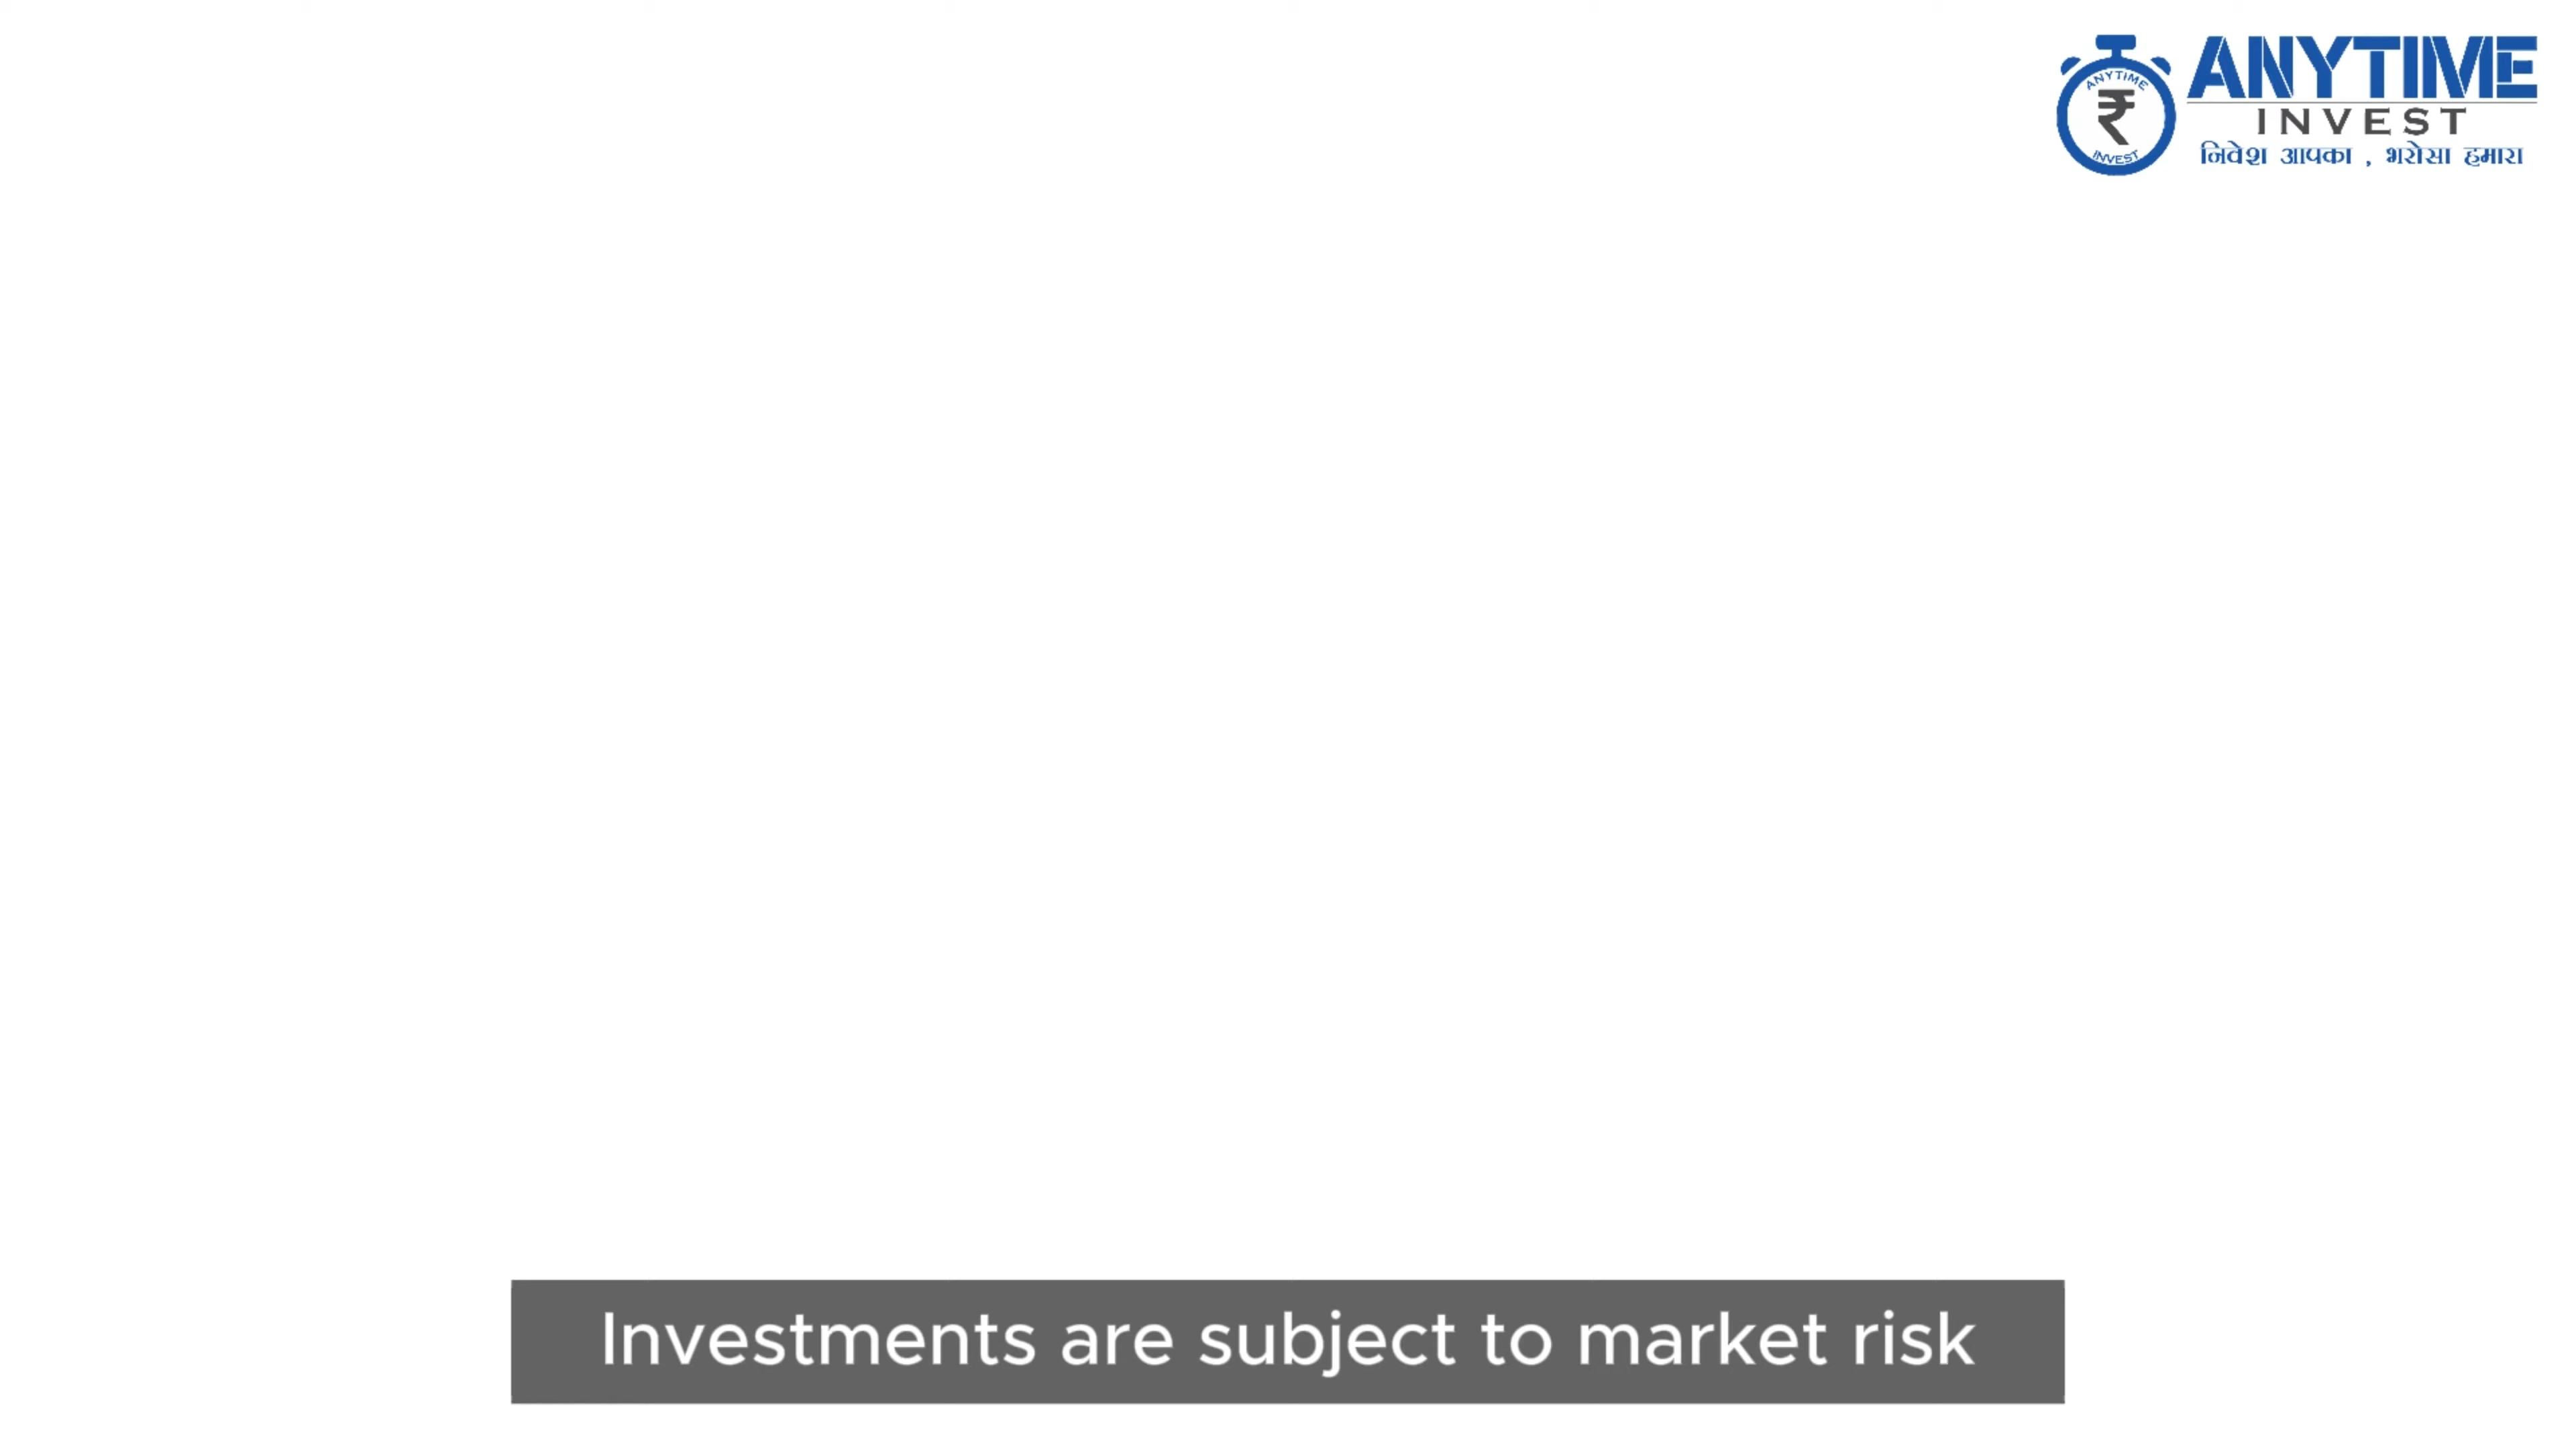 ANYTIME
₹
INVEST
ANYTIME
INVEST
निवेश आपका , भरोसा हमारा
Investments are subject to market risk